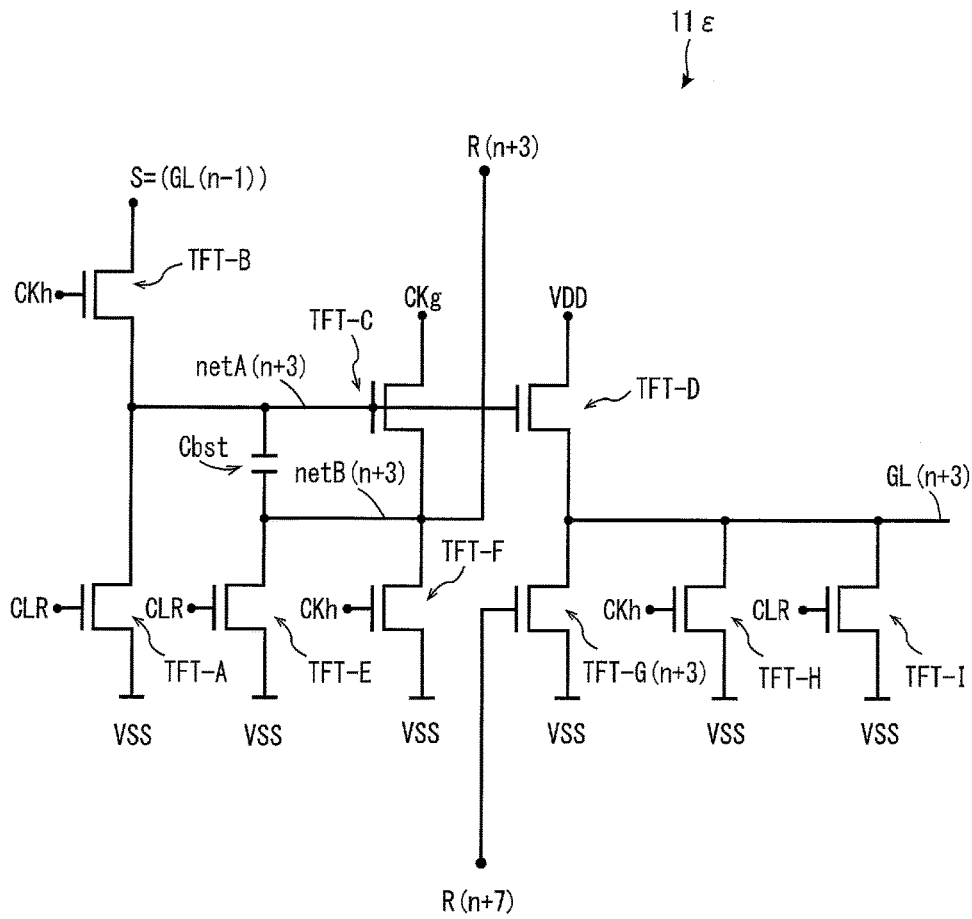 11ε
R(n+3)
S=(GL(n-1))
TFT-B
CKh
CKg
VDD
TFT-C
netA(n+3)
TFT-D
Cbst
netB(n+3)
GL(n+3)
TFT-F
CLR
CLR
CKh
CKh
CLR
TFT-A
TFT-E
TFT-G(n+3)
TFT-H
TFT-I
VSS
VSS
VSS
VSS
VSS
VSS
R(n+7)